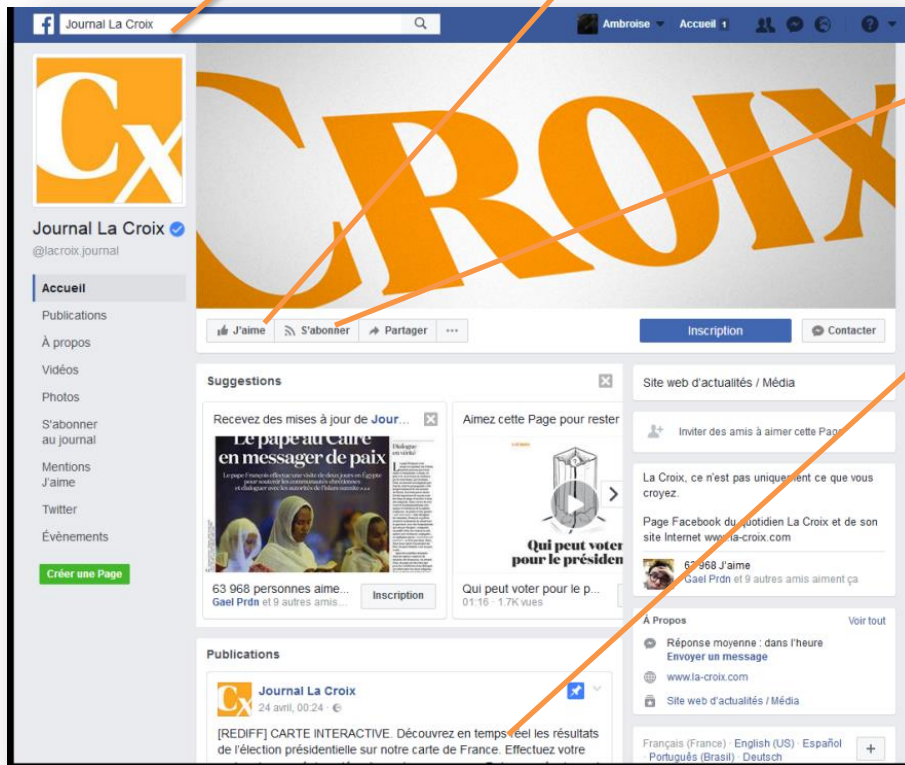 Journal La Croix
Ambroise
Accueil 1
CROIX
Cx
Journal La Croix
@lacroix.journal
Accueil
Publications
À propos
Vidéos
Photos
S'abonner
au journal
Mentions
J'aime
Twitter
Évènements
Créer une Page
J'aime
S'abonner
Partager
...
Inscription
Contacter
Suggestions
Recevez des mises à jour de Jour...
Le pape au Caire
en messager de paix
Dialogue
en vérité
63 968 personnes aime...
Gael Prdn et 9 autres amis...
Inscription
Aimez cette Page pour rester
Qui peut voter
pour le présiden
Qui peut voter pour le p...
01:16 · 1.7K vues
Publications
Cx
Journal La Croix
24 avril, 00:24
[REDIFF] CARTE INTERACTIVE. Découvrez en temps réel les résultats
de l'élection présidentielle sur notre carte de France. Effectuez votre
Site web d'actualités / Média
Inviter des amis à aimer cette Page
La Croix, ce n'est pas uniquement ce que vous
croyez.
Page Facebook du quotidien La Croix et de son
site Internet www.la-croix.com
63 968 J'aime
Gael Prdn et 9 autres amis aiment ça
À Propos
Voir tout
Réponse moyenne : dans l'heure
Envoyer un message
www.la-croix.com
Site web d'actualités / Média
Français (France) · English (US) · Español
· Português (Brasil) · Deutsch